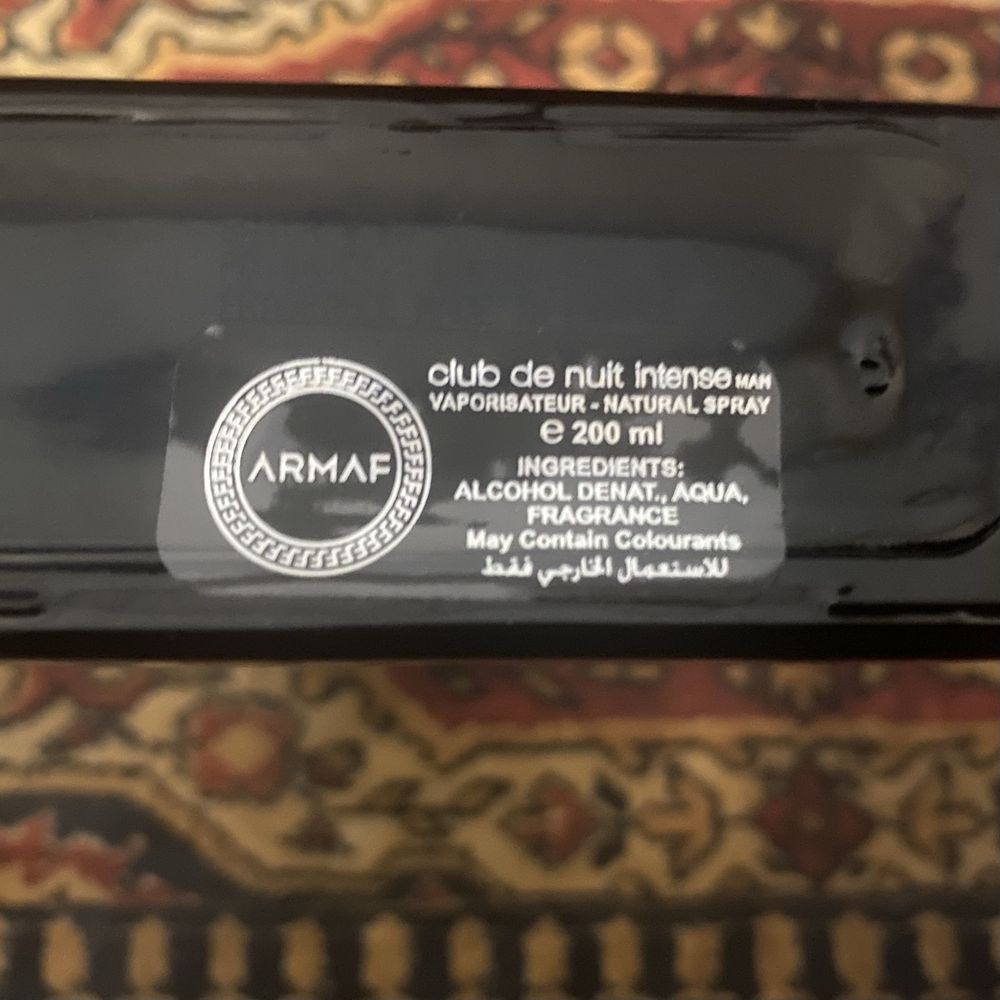 ARMAF
club de nuit intense MAN
VAPORISATEUR - NATURAL SPRAY
e 200 ml
INGREDIENTS:
ALCOHOL DENAT., AQUA,
FRAGRANCE
May Contain Colourants
للاستعمال الخارجي فقط